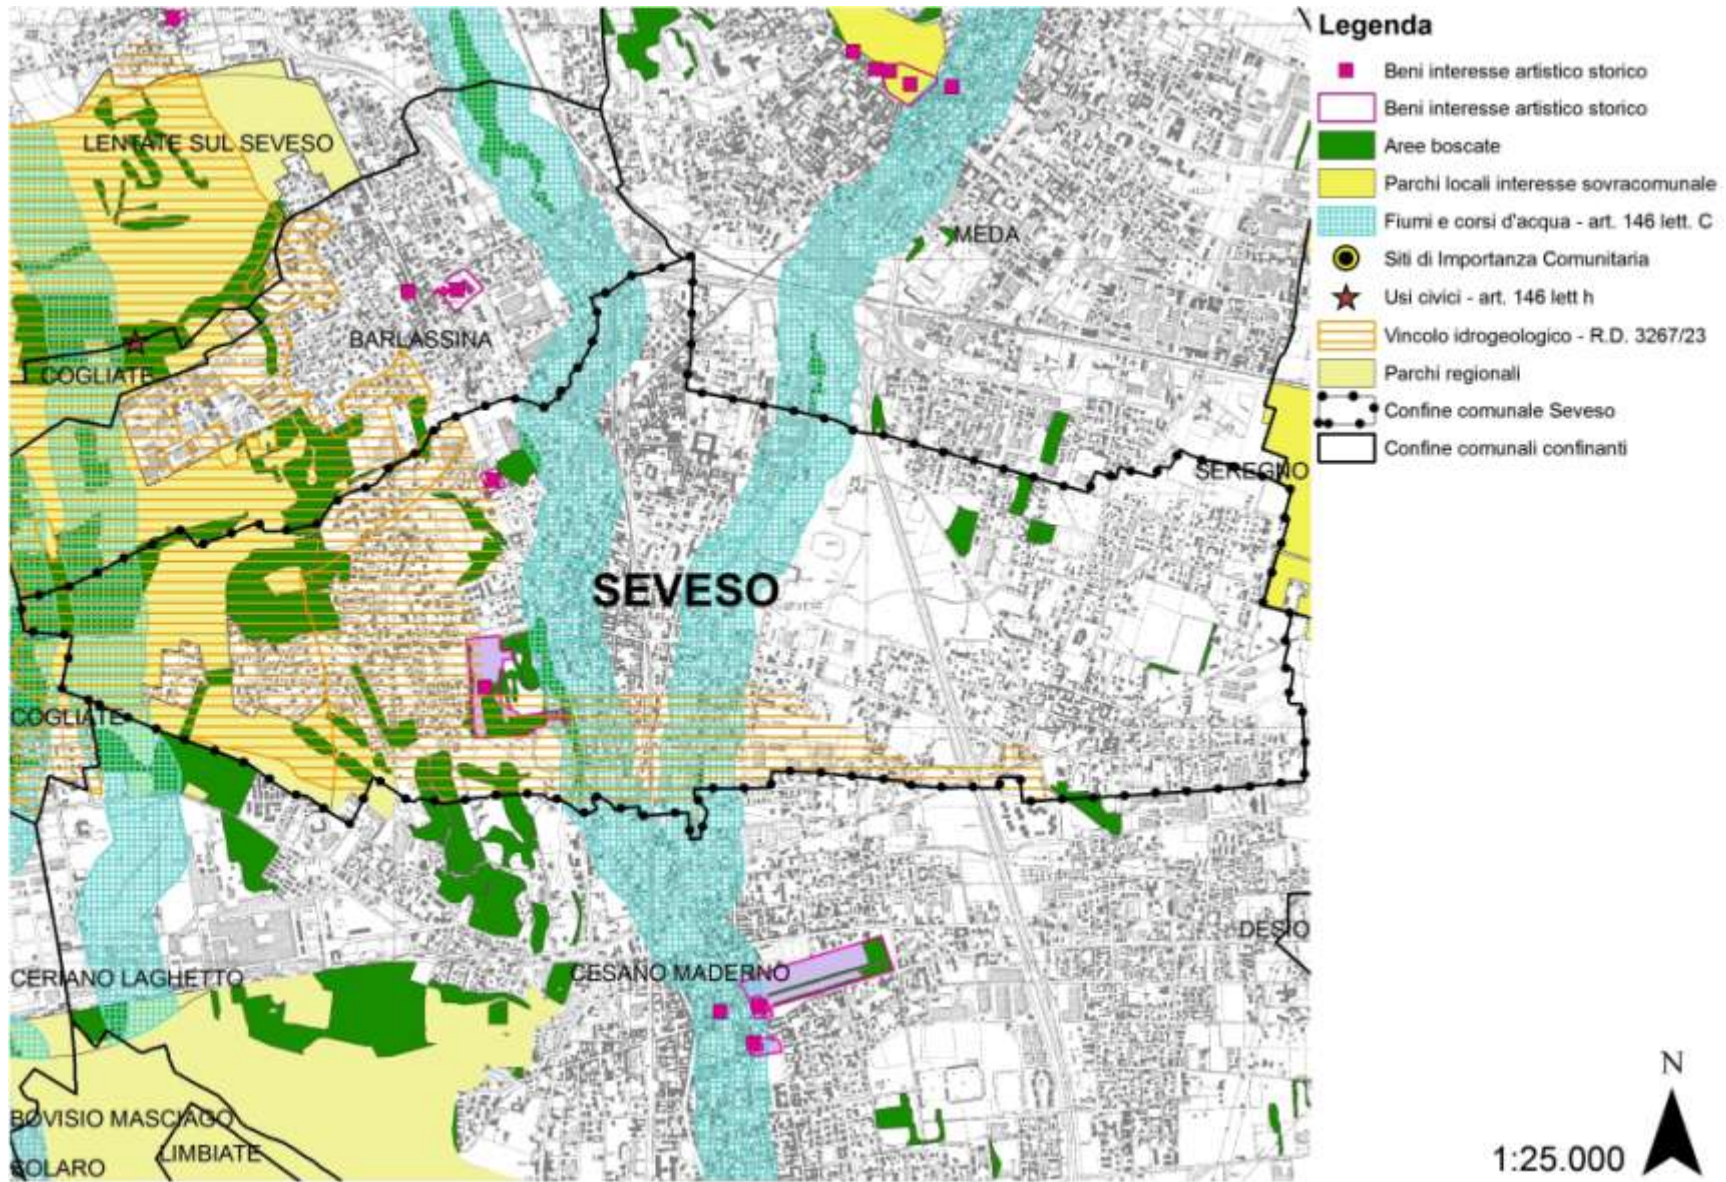 Legenda
Beni interesse artistico storico
Beni interesse artistico storico
Aree boscate
Parchi locali interesse sovracomunale
Fiumi e corsi d'acqua - art. 146 lett. C
Siti di Importanza Comunitaria
Usi civici - art. 146 lett h
Vincolo idrogeologico - R.D. 3267/23
Parchi regionali
Confine comunale Seveso
Confine comunali confinanti
LENTATE SUL SEVESO
MEDA
BARLASSINA
COGLIATE
SEREGNO
SEVESO
COGLIATE
DESIO
CESANO MADERNO
CERIANO LAGHETTO
BOVISIO MASCIAGO
LIMBIATE
SOLARO
N
1:25.000